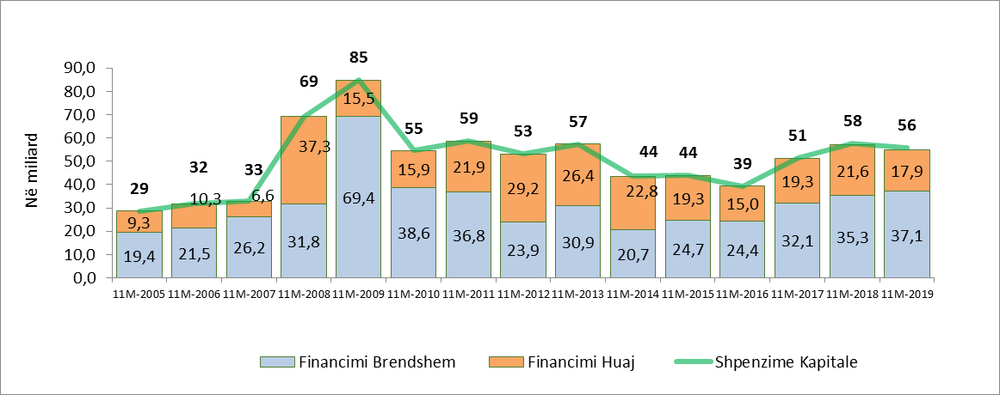 Në miliard
90,0
80,0
70,0
60,0
50,0
40,0
30,0
20,0
10,0
0,0
29 32 33 69 85 55 59 53 57 44 44 39 51 58 56
9,3 10,3 6,6 37,3 15,5 15,9 21,9 29,2 26,4 22,8 19,3 15,0 19,3 21,6 17,9
19,4 21,5 26,2 31,8 69,4 38,6 36,8 23,9 30,9 20,7 24,7 24,4 32,1 35,3 37,1
11M-2005 11M-2006 11M-2007 11M-2008 11M-2009 11M-2010 11M-2011 11M-2012 11M-2013 11M-2014 11M-2015 11M-2016 11M-2017 11M-2018 11M-2019
Financimi Brendshem Financimi Huaj Shpenzime Kapitale